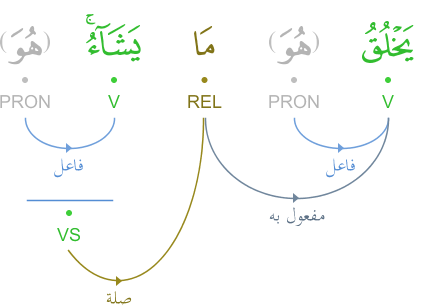 يَخْلُقُ (هُوَ) مَا يَشَآءُ ۚ (هُوَ)
V PRON REL V PRON
فاعل فاعل
مفعول به
VS
صلة